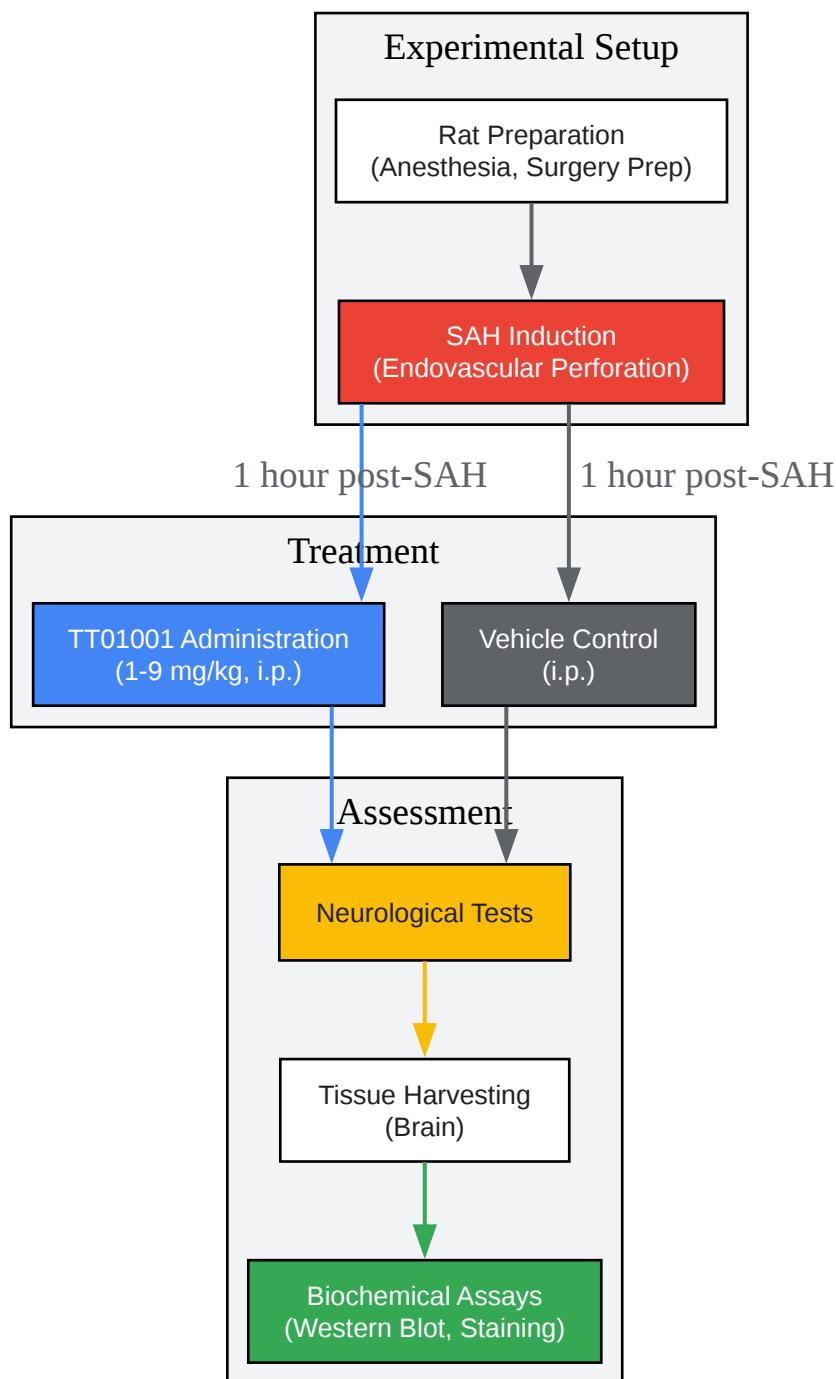 Experimental Setup
Rat Preparation
(Anesthesia, Surgery Prep)
SAH Induction
(Endovascular Perforation)
1 hour post-SAH
1 hour post-SAH
Treatment
TT01001 Administration
(1-9 mg/kg, i.p.)
Vehicle Control
(i.p.)
Assessment
Neurological Tests
Tissue Harvesting
(Brain)
Biochemical Assays
(Western Blot, Staining)